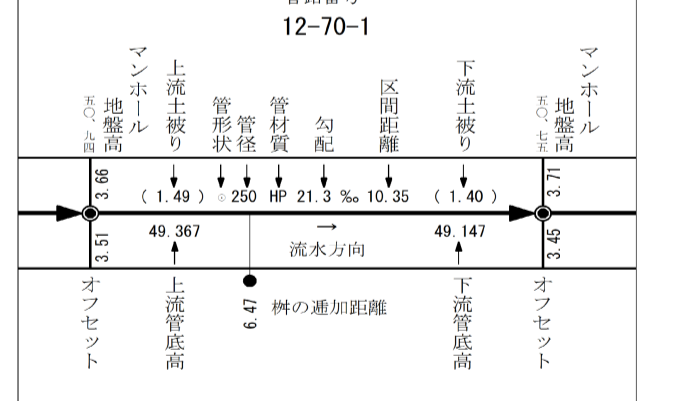 12-70-1
マンホール
地盤高
五〇、九四
上流土被り
管形状
管径
管材質
勾配
区間距離
下流土被り
マンホール
地盤高
五〇、七五
3.66
( 1.49 ) ◎ 250 HP 21.3 ‰ 10.35 ( 1.40 )
3.71
3.51
49.367
→
流水方向
49.147
3.45
オフセット
上流管底高
6.47
桝の逓加距離
下流管底高
オフセット